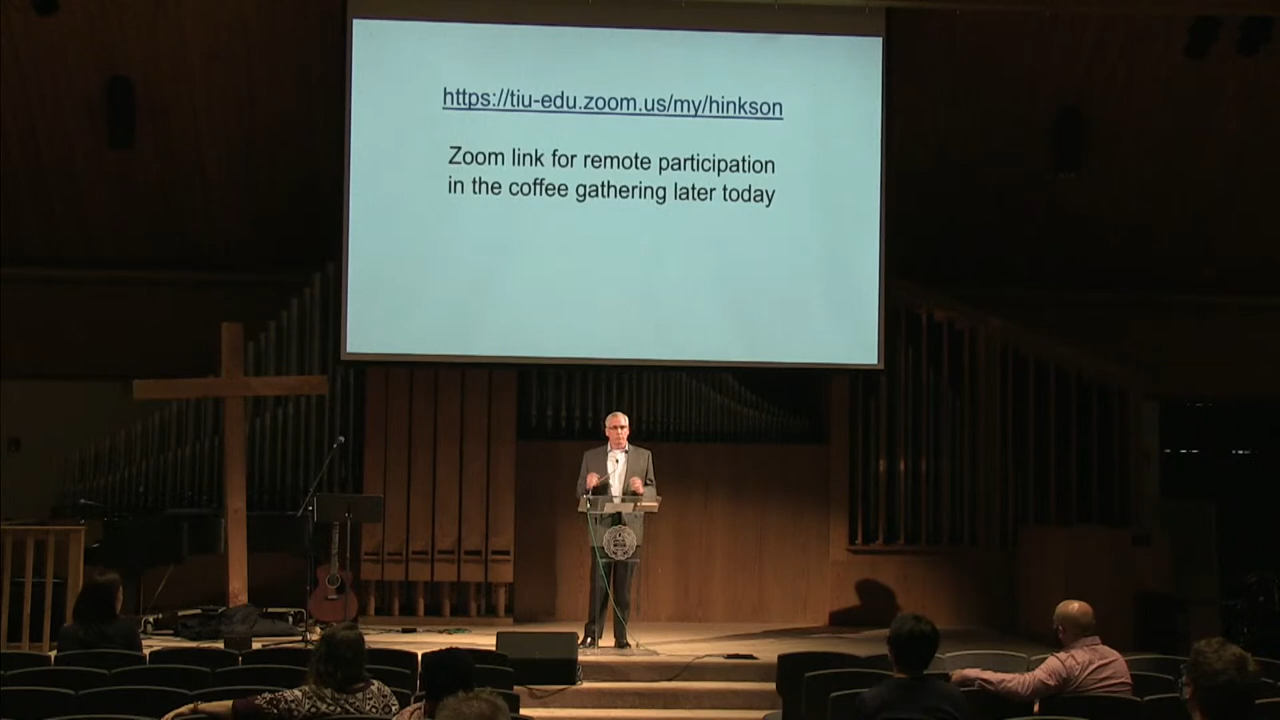 https://tiu-edu.zoom.us/my/hinkson
Zoom link for remote participation
in the coffee gathering later today